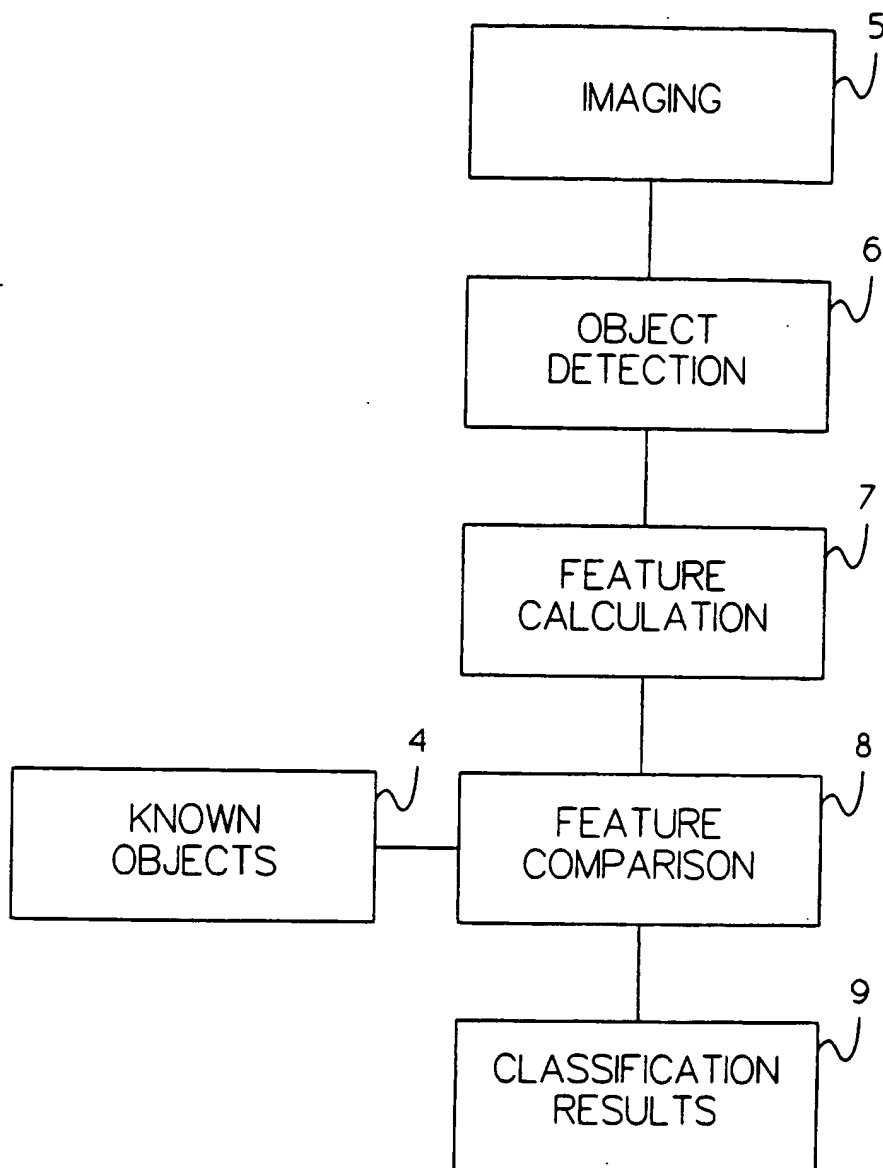 5
IMAGING
6
OBJECT
DETECTION
7
FEATURE
CALCULATION
4
KNOWN
OBJECTS
8
FEATURE
COMPARISON
9
CLASSIFICATION
RESULTS